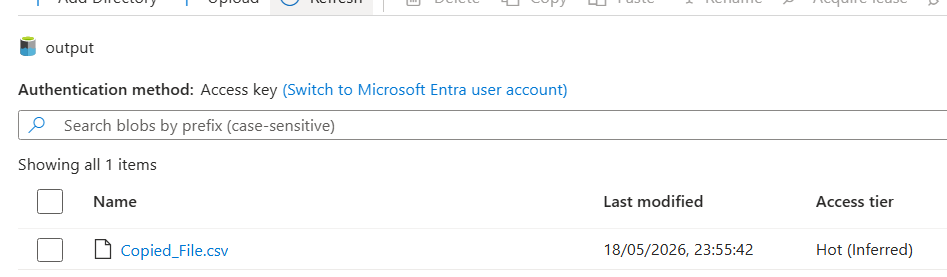 Add Directory Upload Refresh Delete Copy Paste Rename Acquire lease
output
Authentication method: Access key (Switch to Microsoft Entra user account)
Search blobs by prefix (case-sensitive)
Showing all 1 items
Name Last modified Access tier
Copied_File.csv 18/05/2026, 23:55:42 Hot (Inferred)